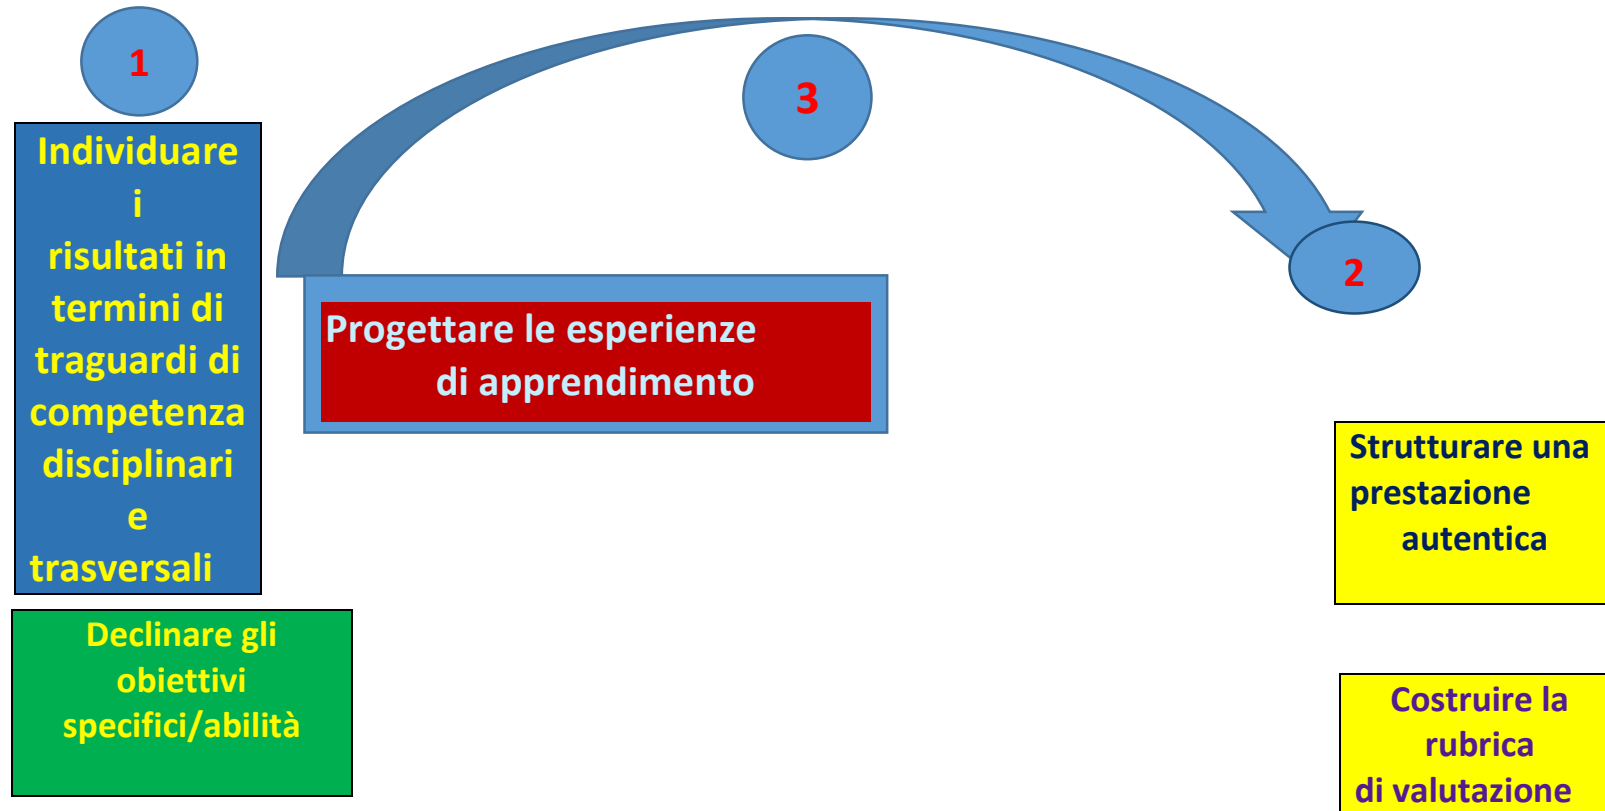 1
Individuare
i
risultati in
termini di
traguardi di
competenza
disciplinari
e
trasversali
Declinare gli
obiettivi
specifici/abilità
3
Progettare le esperienze
di apprendimento
2
Strutturare una
prestazione
autentica
Costruire la
rubrica
di valutazione